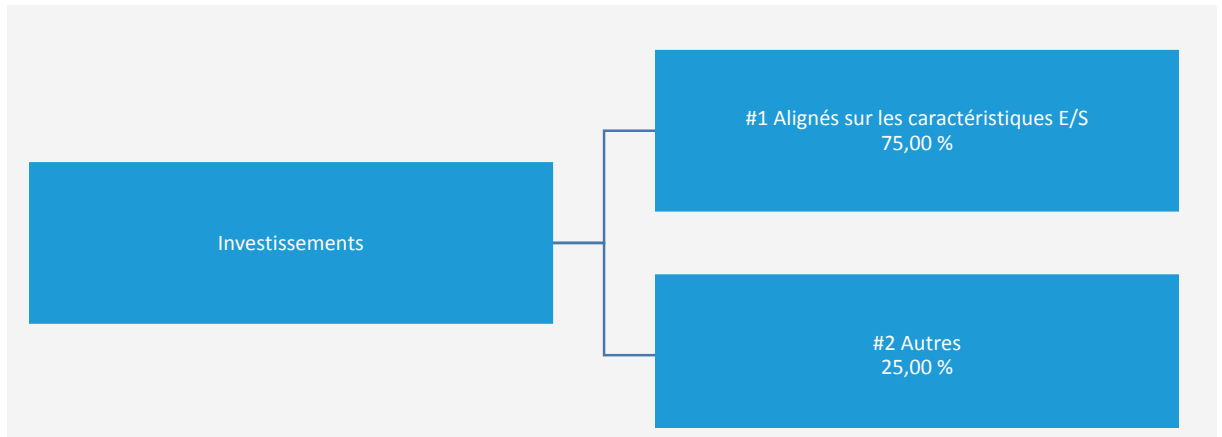 Investissements
#1 Alignés sur les caractéristiques E/S
75,00 %
#2 Autres
25,00 %